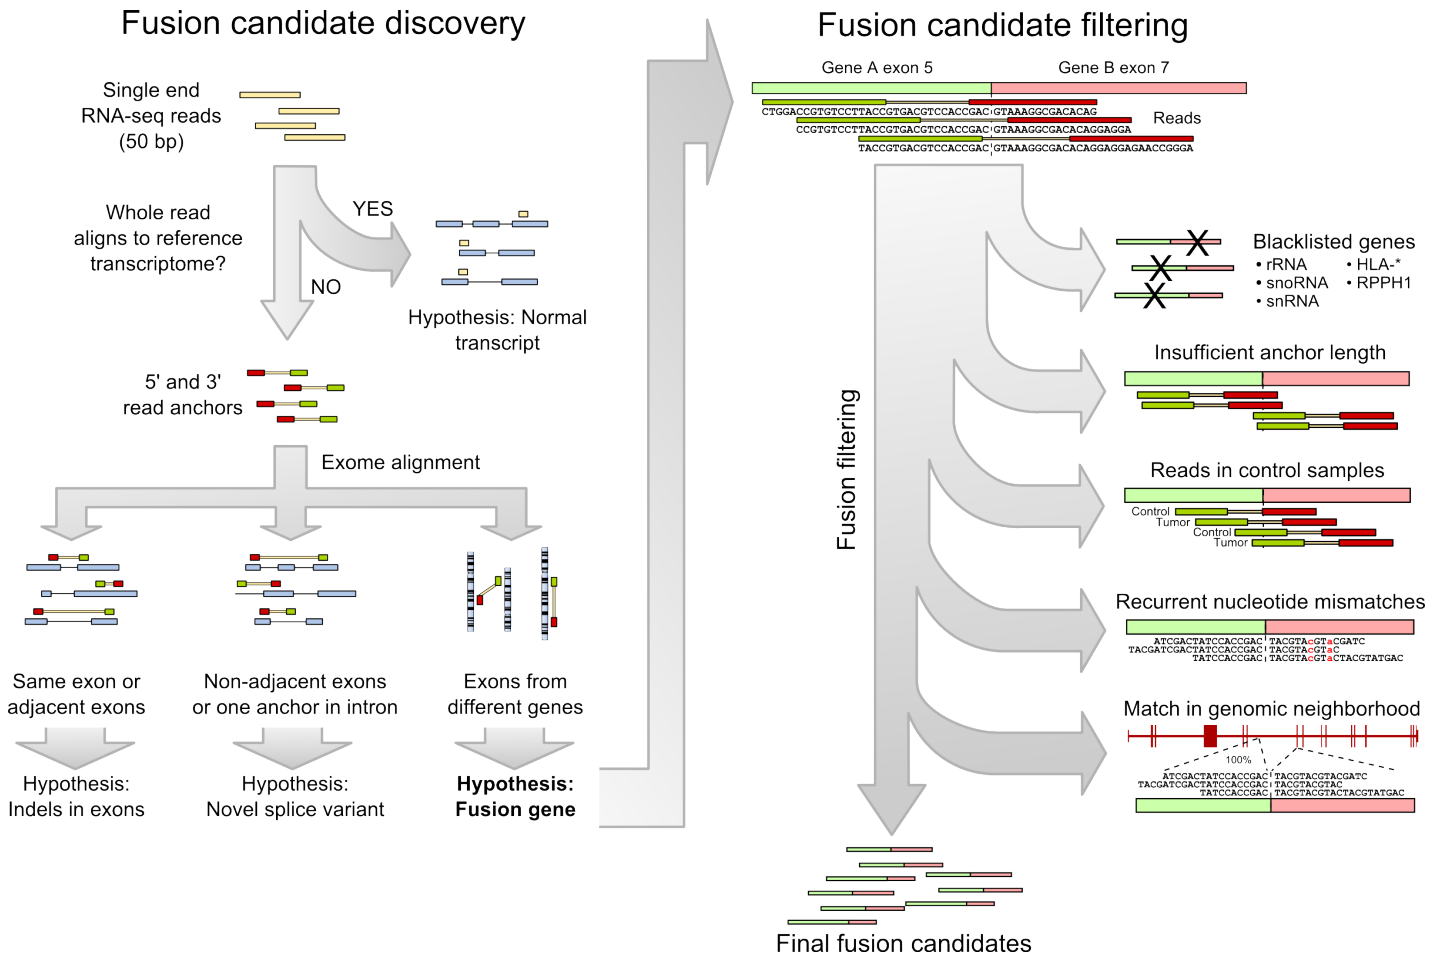 Fusion candidate discovery
Single end
RNA-seq reads
(50 bp)
Whole read
aligns to reference
transcriptome?
YES
NO
Hypothesis: Normal
transcript
5' and 3'
read anchors
Exome alignment
Same exon or
adjacent exons
Non-adjacent exons
or one anchor in intron
Exons from
different genes
Hypothesis:
Indels in exons
Hypothesis:
Novel splice variant
Hypothesis:
Fusion gene
Fusion candidate filtering
Gene A exon 5
Gene B exon 7
CTGGACCGTGTCCTTACCGTGACGTCCACCGAC GTAAAGGCGACACAG
Reads
CCGTGTCCTTACCGTGACGTCCACCGAC GTAAAGGCGACACAGGAGGA
TACCGTGACGTCCACCGAC GTAAAGGCGACACAGGAGGAGAACCGGGA
Fusion filtering
Blacklisted genes
• rRNA
• snoRNA
• snRNA
• HLA-*
• RPPH1
Insufficient anchor length
Reads in control samples
Control
Tumor
Control
Tumor
Recurrent nucleotide mismatches
ATCGACTATCCACCGAC TACGTAcGTaCGATC
TACGATCGACTATCCACCGAC TACGTAcGTaC
TATCCACCGAC TACGTAcGTaCTACGTATGAC
Match in genomic neighborhood
100%
ATCGACTATCCACCGAC TACGTACGTACGATC
TACGATCGACTATCCACCGAC TACGTACGTAC
TATCCACCGAC TACGTACGTACTACGTATGAC
Final fusion candidates